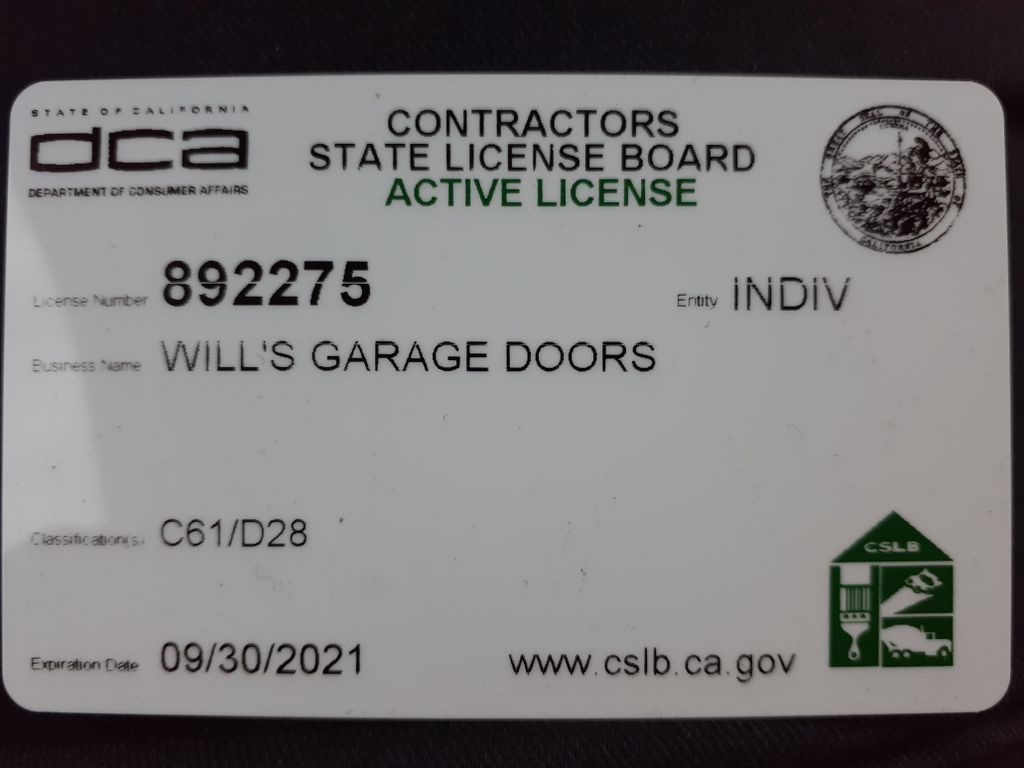 STATE OF CALIFORNIA
dca
DEPARTMENT OF CONSUMER AFFAIRS
CONTRACTORS
STATE LICENSE BOARD
ACTIVE LICENSE
License Number 892275
Entity INDIV
Business Name WILL'S GARAGE DOORS
Classification(s) C61/D28
CSLB
Expiration Date 09/30/2021
www.cslb.ca.gov